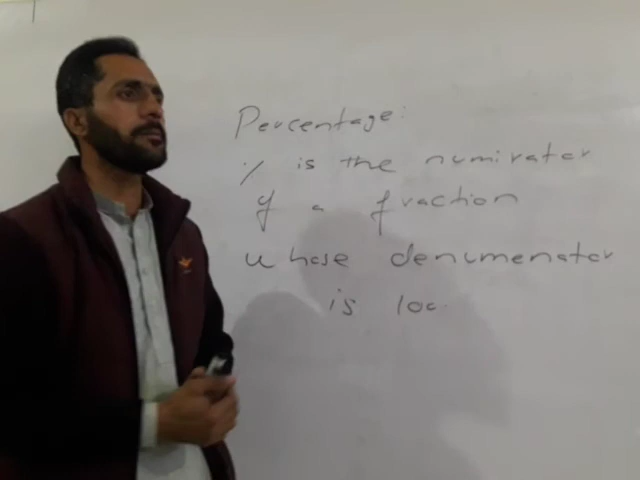 Percentage:
% is the numirator
of a fraction
whose denumenator
is 100.